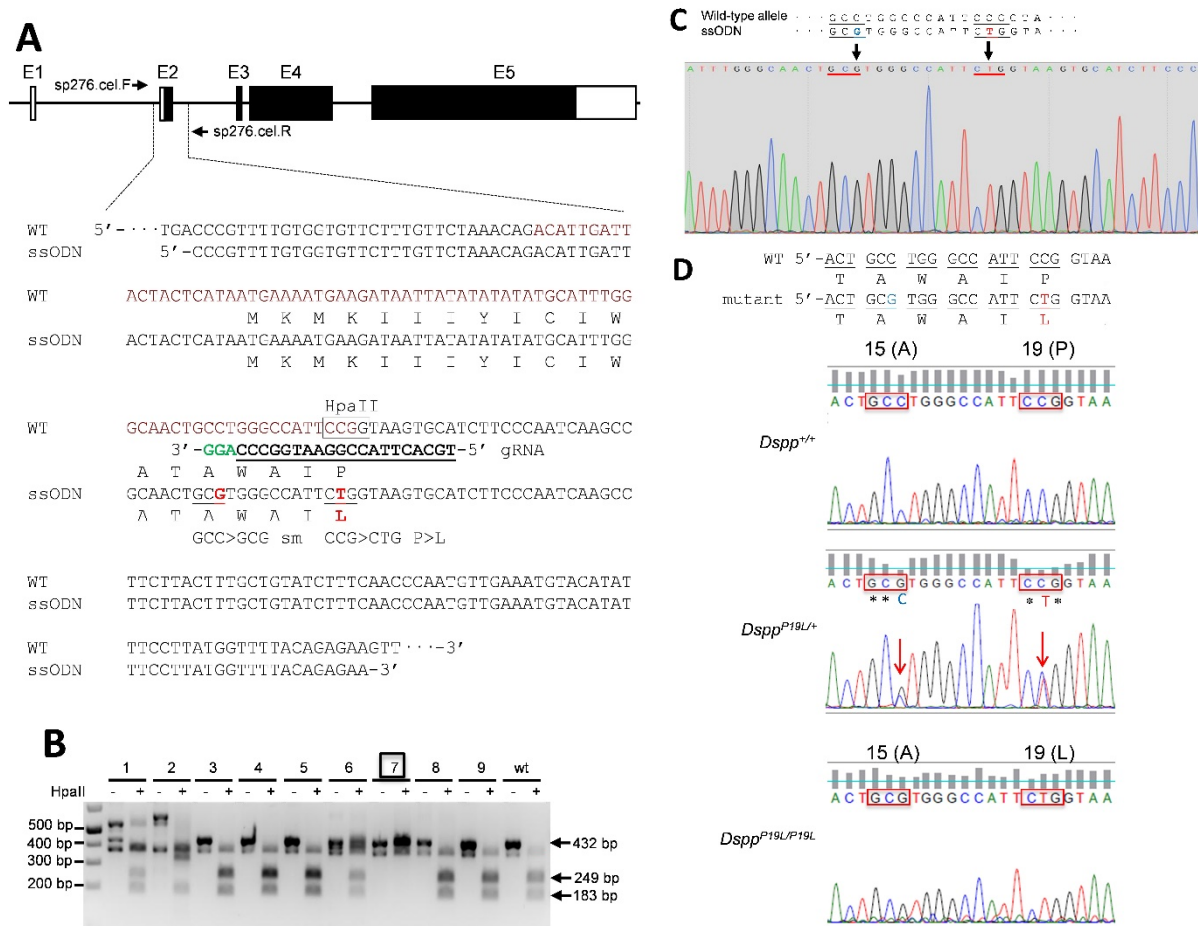 A
E1 E2 E3 E4 E5
sp276.cel.F
sp276.cel.R
WT 5'-····TGACCCGTTTTGTGGTGTTCTTTGTTCTAAACAGACATTGATT
ssODN 5'-CCCGTTTTGTGGTGTTCTTTGTTCTAAACAGACATTGATT
WT ACTACTCATAATGAAAATGAAGATAATTATATATATATGCATTTGG
M K M K I I I Y I C I W
ssODN ACTACTCATAATGAAAATGAAGATAATTATATATATATGCATTTGG
M K M K I I I Y I C I W
HpaII
WT GCAACTGCCTGGGCCATTCCGGTAAGTGCATCTTCCCAATCAAGCC
3'-GGACCCGGTAAGGCCATTCACGT-5' gRNA
A T A W A I P
ssODN GCAACTGCGTGGGCCATTCTGGTAAGTGCATCTTCCCAATCAAGCC
A T A W A I L
GCC>GCG sm CCG>CTG P>L
WT TTCTTACTTTGCTGTATCTTTCAACCCAATGTTGAAATGTACATAT
ssODN TTCTTACTTTGCTGTATCTTTCAACCCAATGTTGAAATGTACATAT
WT TTCCTTATGGTTTTACAGAGAAGTT····-3'
ssODN TTCCTTATGGTTTTACAGAGAA-3'
B
1 2 3 4 5 6 7 8 9 wt
HpaII - + - + - + - + - + - + - + - + - + - +
500 bp
400 bp
300 bp
200 bp
432 bp
249 bp
183 bp
C
Wild-type allele ····GCCTGGGCCATTCCGCTA····
ssODN ····GCGTGGGCCATTCTGGTA····
ATTTGGGCAACTGCGTGGGCCATTCTGGTAAGTGCATCTTCCC
D
WT 5'-ACT GCC TGG GCC ATT CCG GTAA
T A W A I P
mutant 5'-ACT GCG TGG GCC ATT CTG GTAA
T A W A I L
15 (A) 19 (P)
ACTGCCTGGGCCATTCCGGTAA
Dspp+/+
ACTGCGTGGGCCATTCCGGTAA
** C * T *
DsppP19L/+
15 (A) 19 (L)
ACTGCGTGGGCCATTCTGGTAA
DsppP19L/P19L